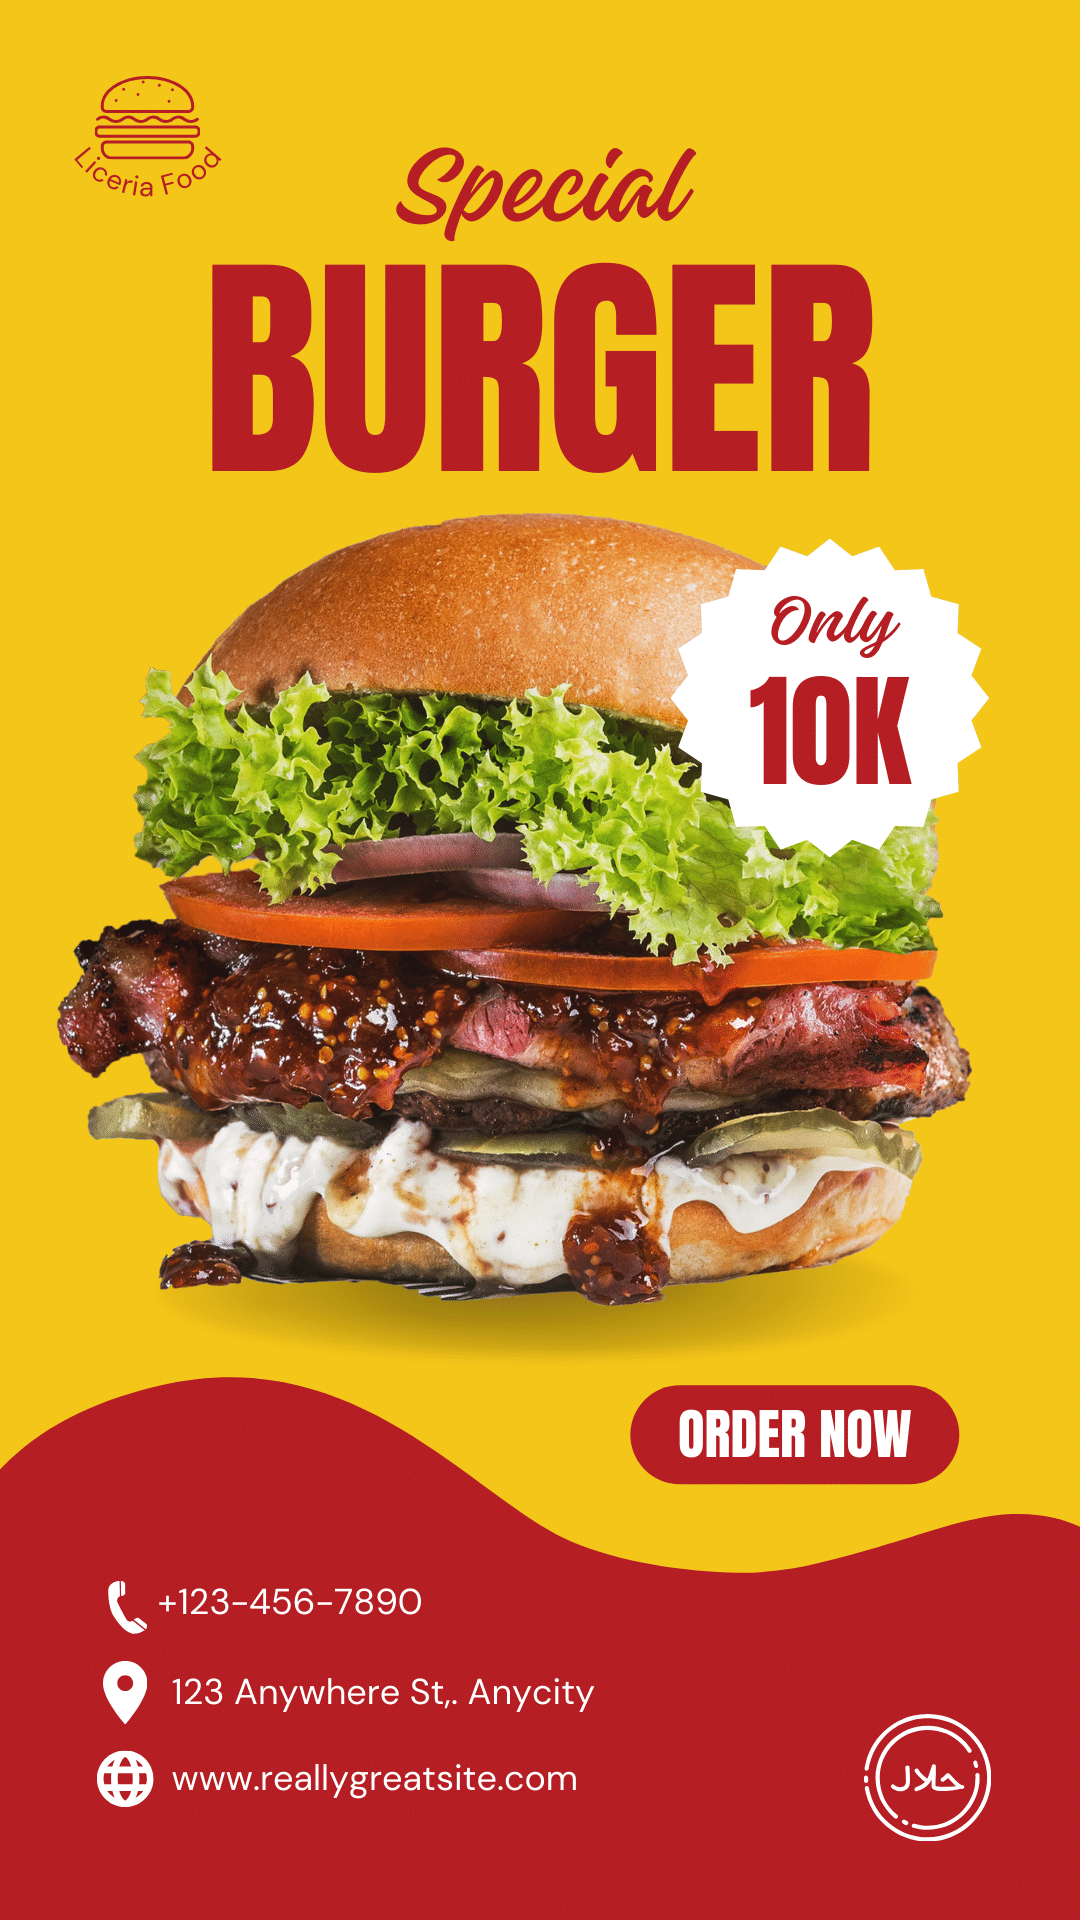 Liceria Food
Special
BURGER
Only
10K
ORDER NOW
+123-456-7890
123 Anywhere St,. Anycity
www.reallygreatsite.com
حلال